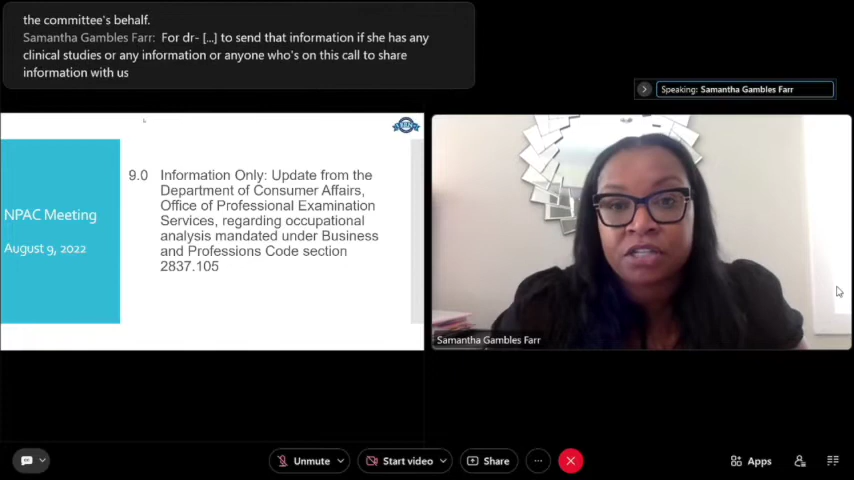 the committee's behalf.
Samantha Gambles Farr: For dr- [...] to send that information if she has any
clinical studies or any information or anyone who's on this call to share
information with us
Speaking: Samantha Gambles Farr
NPAC Meeting
August 9, 2022
9.0 Information Only: Update from the
Department of Consumer Affairs,
Office of Professional Examination
Services, regarding occupational
analysis mandated under Business
and Professions Code section
2837.105
Samantha Gambles Farr
Unmute
Start video
Share
Apps